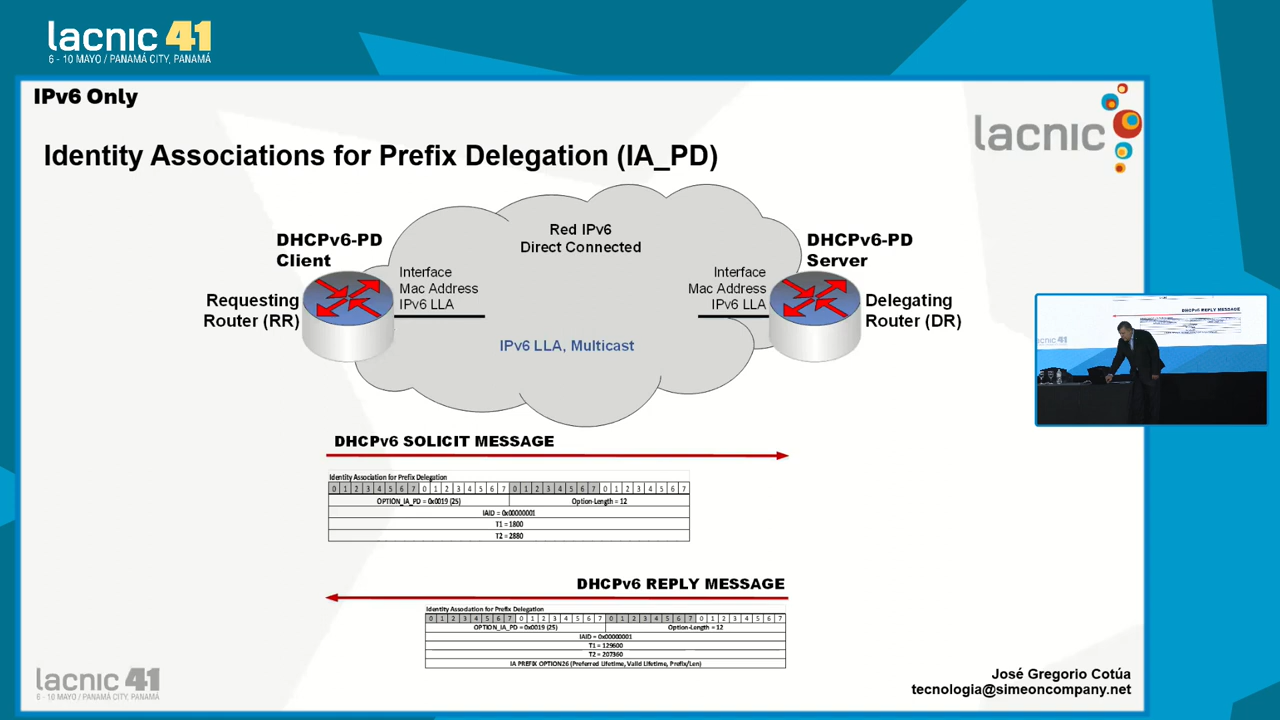 lacnic 41
6 - 10 MAYO / PANAMÁ CITY, PANAMÁ
IPv6 Only
lacnic
Identity Associations for Prefix Delegation (IA_PD)
Red IPv6
Direct Connected
DHCPv6-PD
Client
DHCPv6-PD
Server
Interface
Mac Address
IPv6 LLA
Interface
Mac Address
IPv6 LLA
Requesting
Router (RR)
Delegating
Router (DR)
IPv6 LLA, Multicast
DHCPV6 REPLY MESSAGE
lacnic 41
DHCPv6 SOLICIT MESSAGE
Identity Association for Prefix Delegation
0 1 2 3 4 5 6 7 0 1 2 3 4 5 6 7 0 1 2 3 4 5 6 7 0 1 2 3 4 5 6 7
OPTION_IA_PD = 0x0019 (25) Option-Length = 12
IAID = 0x00000001
T1 = 1800
T2 = 2880
DHCPv6 REPLY MESSAGE
Identity Association for Prefix Delegation
0 1 2 3 4 5 6 7 0 1 2 3 4 5 6 7 0 1 2 3 4 5 6 7 0 1 2 3 4 5 6 7
OPTION_IA_PD = 0x0019 (25) Option-Length = 12
IAID = 0x00000001
T1 = 129600
T2 = 207360
IA PREFIX OPTION26 (Preferred Lifetime, Valid Lifetime, Prefix/Len)
lacnic 41
6 - 10 MAYO / PANAMÁ CITY, PANAMÁ
José Gregorio Cotúa
tecnologia@simeoncompany.net